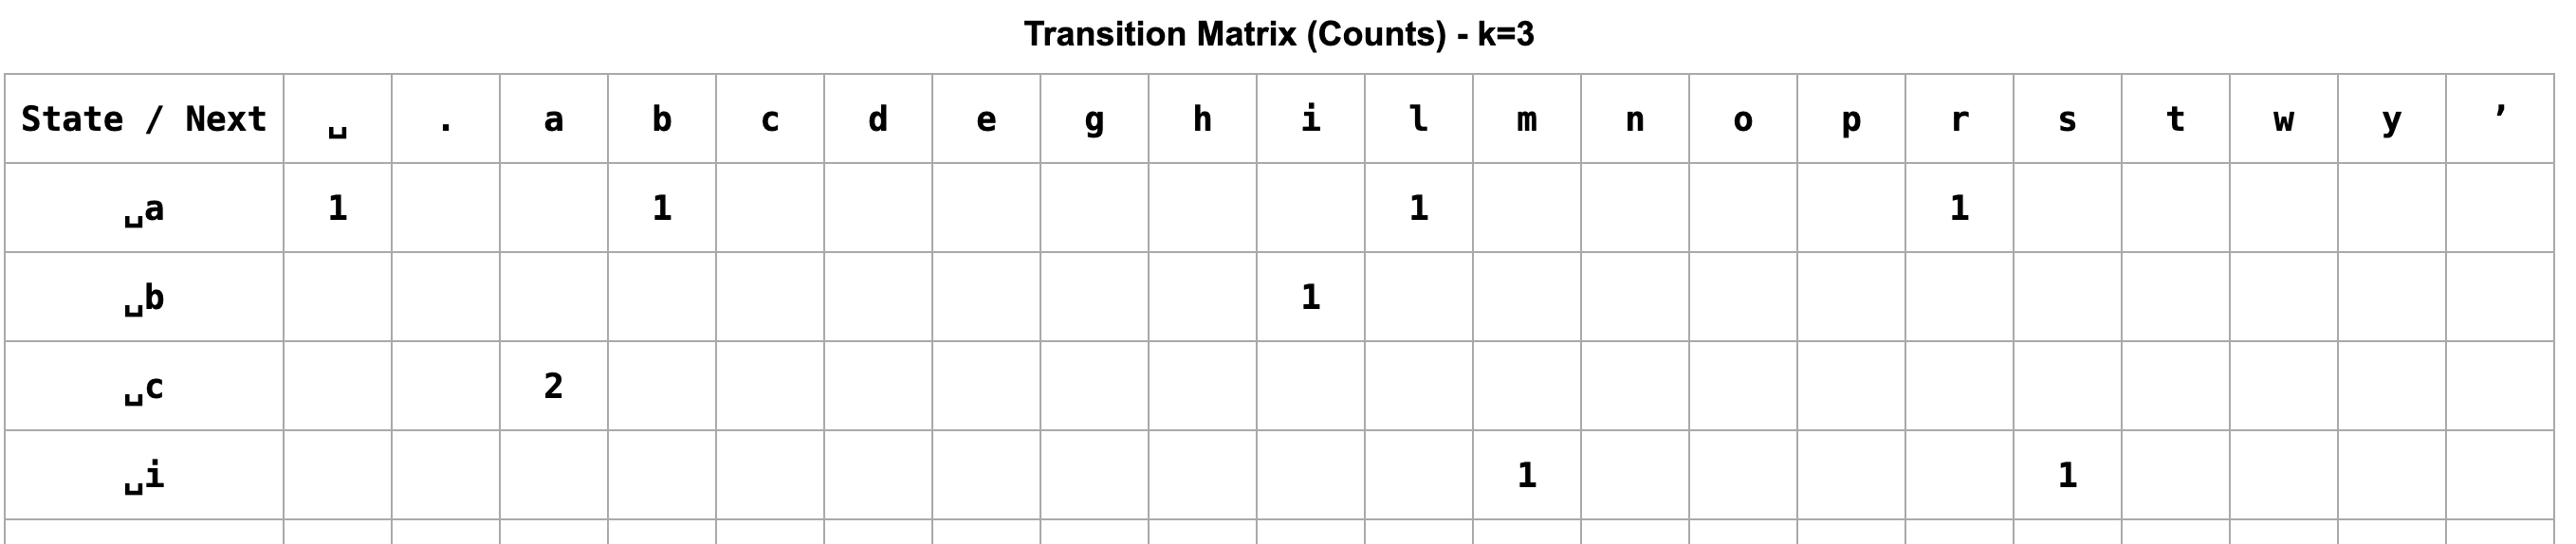 Transition Matrix (Counts) - k=3
State / Next ␣ . a b c d e g h i l m n o p r s t w y ’
␣a 1 1 1 1
␣b 1
␣c 2
␣i 1 1